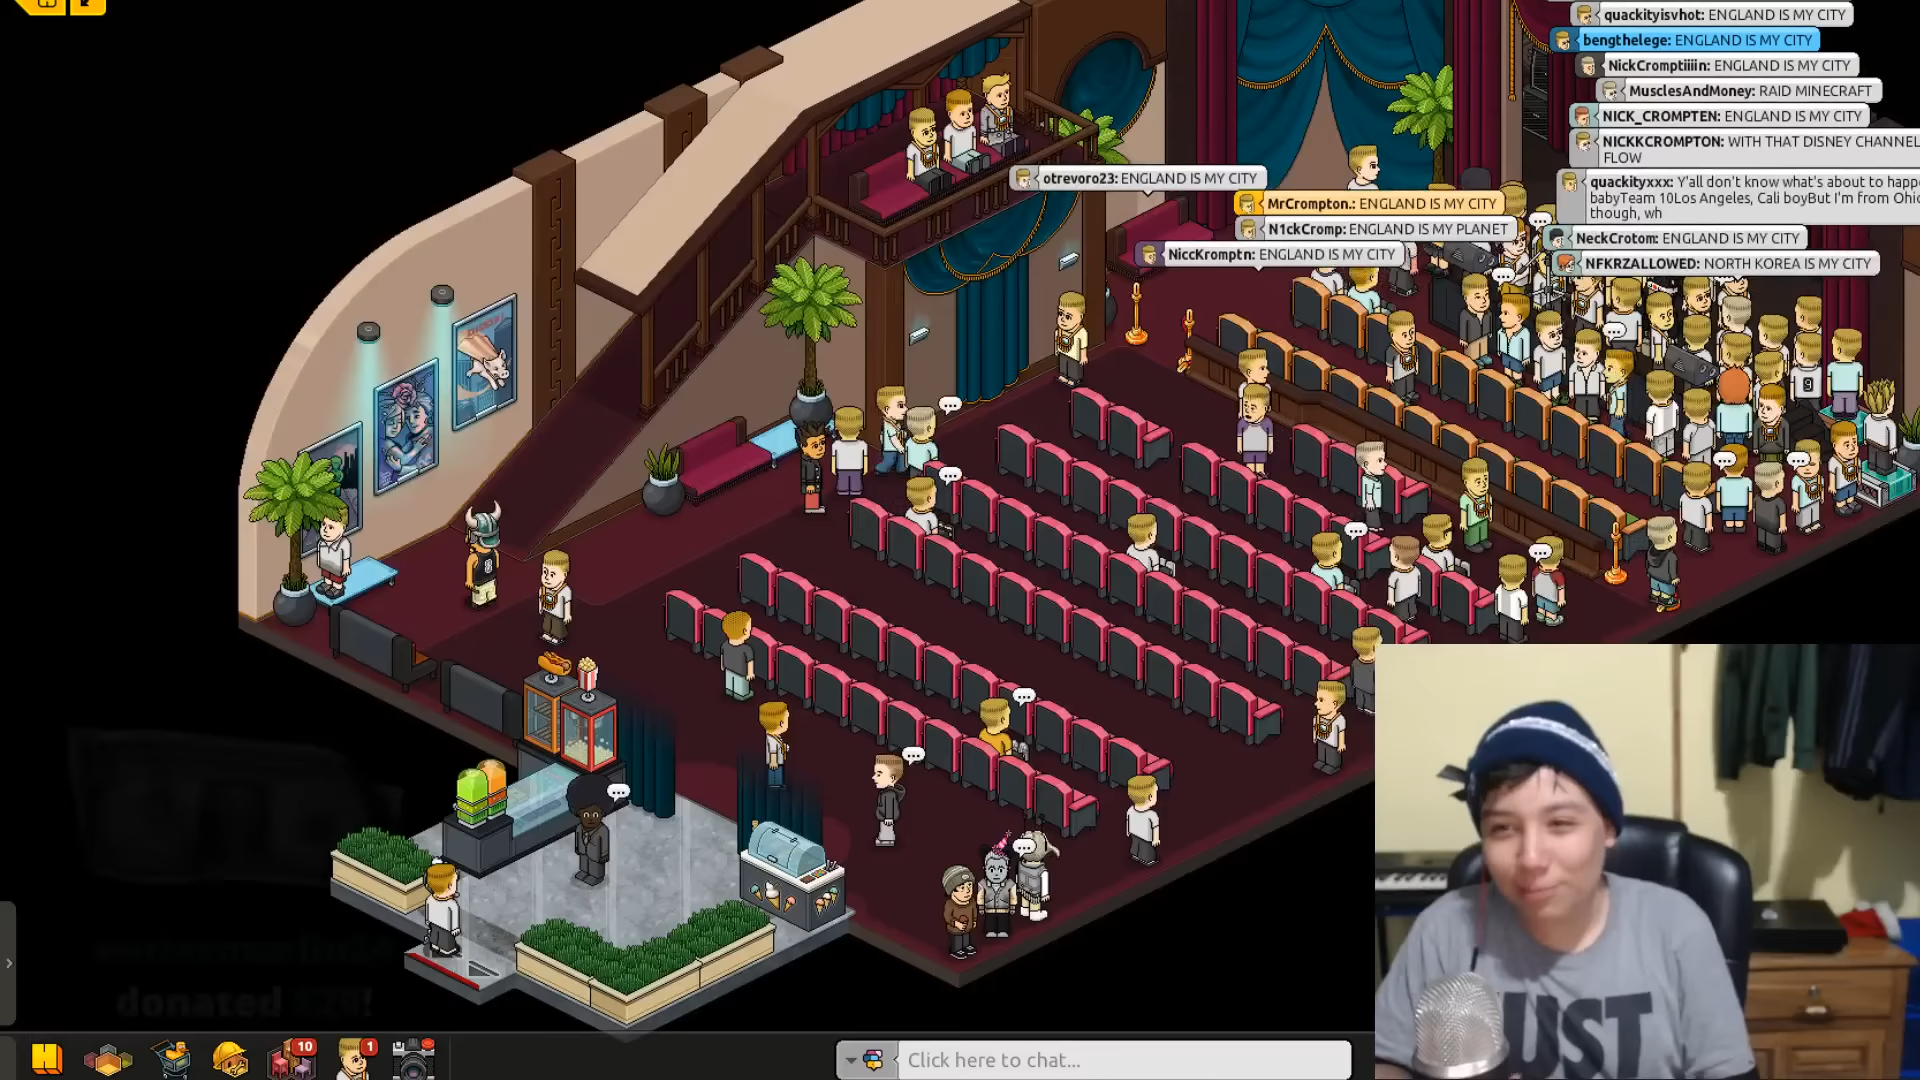 quackityisvhot: ENGLAND IS MY CITY
bengthelege: ENGLAND IS MY CITY
NickCromptiiiin: ENGLAND IS MY CITY
MusclesAndMoney: RAID MINECRAFT
NICK_CROMPTEN: ENGLAND IS MY CITY
NICKKCROMPTON: WITH THAT DISNEY CHANNEL
FLOW
otrevoro23: ENGLAND IS MY CITY
quackityxxx: Y'all don't know what's about to happ
babyTeam 10Los Angeles, Cali boyBut I'm from Ohio
though, wh
MrCrompton.: ENGLAND IS MY CITY
N1ckCromp: ENGLAND IS MY PLANET
NeckCrotom: ENGLAND IS MY CITY
NiccKromptn: ENGLAND IS MY CITY
NFKRZALLOWED: NORTH KOREA IS MY CITY
9
8
donated
10
1
Click here to chat...
UST